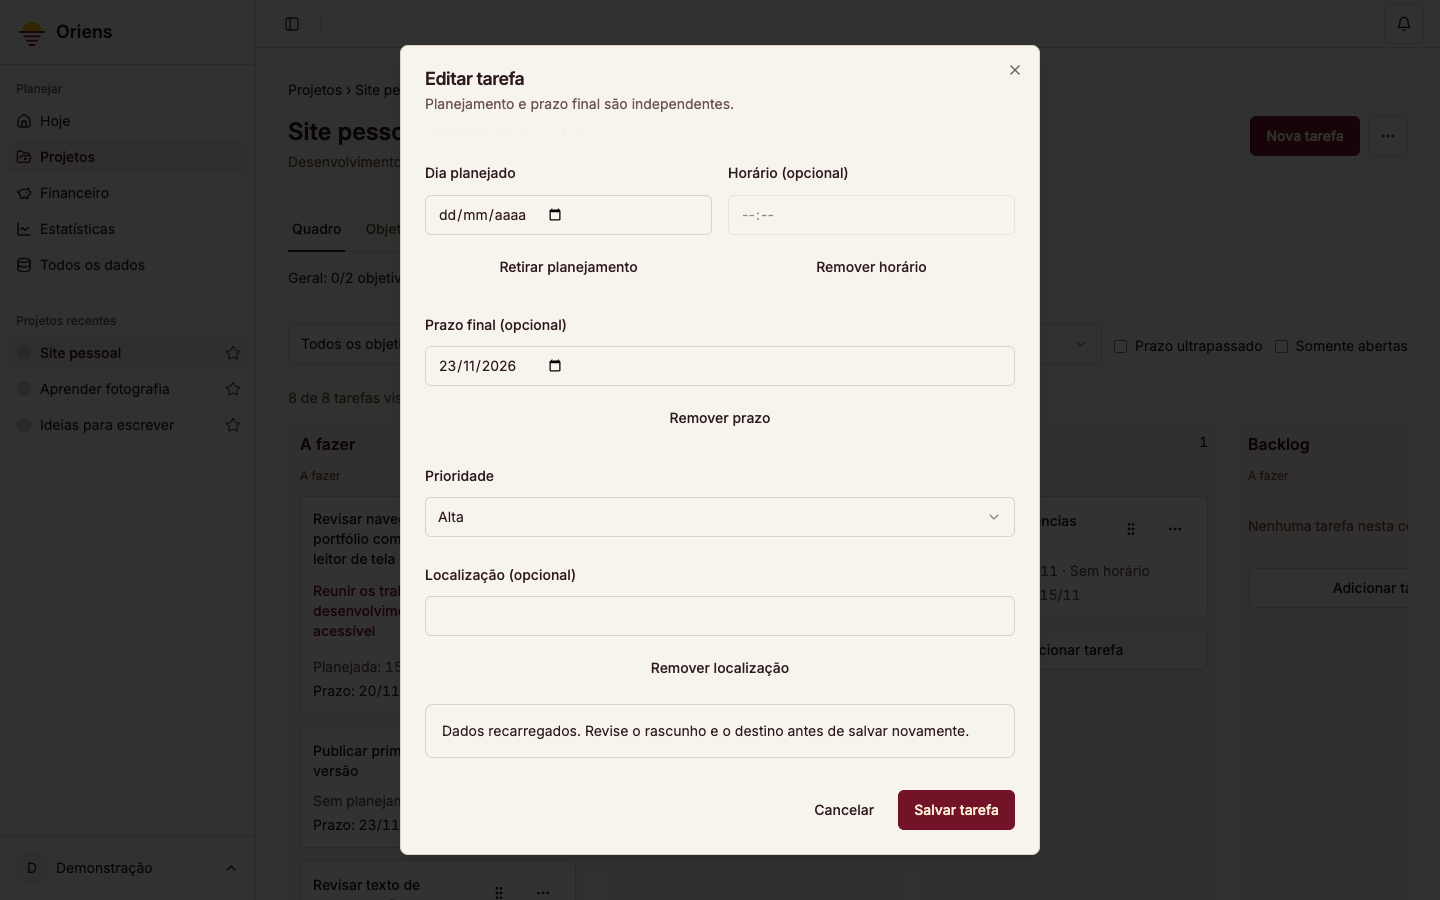 Oriens
Planejar
Hoje
Projetos
Financeiro
Estatísticas
Todos os dados
Projetos recentes
Site pessoal
Aprender fotografia
Ideias para escrever
D Demonstração
Projetos › Site pe
Site pesso
Desenvolvimento
Nova tarefa
Quadro Objet
Geral: 0/2 objetiv
Todos os objeti
Prazo ultrapassado Somente abertas
8 de 8 tarefas vis
A fazer
A fazer
Revisar nave
portfólio com
leitor de tela
Reunir os tral
desenvolvime
acessível
Planejada: 15
Prazo: 20/11
Publicar prim
versão
Sem planejan
Prazo: 23/11
Revisar texto de
1
ncias
11 · Sem horário
15/11
cionar tarefa
Backlog
A fazer
Nenhuma tarefa nesta co
Adicionar ta
Editar tarefa
Planejamento e prazo final são independentes.
Dia planejado Horário (opcional)
dd/mm/aaaa --:--
Retirar planejamento Remover horário
Prazo final (opcional)
23/11/2026
Remover prazo
Prioridade
Alta
Localização (opcional)
Remover localização
Dados recarregados. Revise o rascunho e o destino antes de salvar novamente.
Cancelar Salvar tarefa